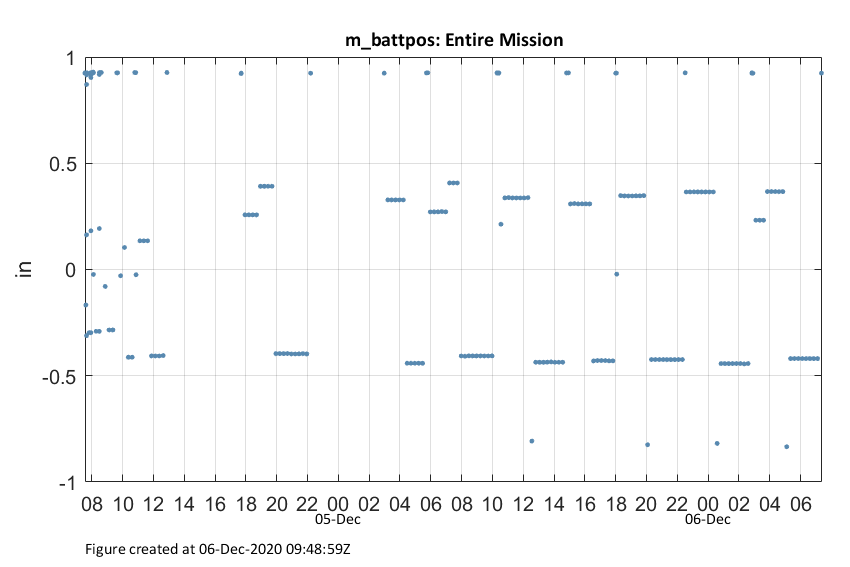 m_battpos: Entire Mission
1
0.5
0
-0.5
-1
in
08 10 12 14 16 18 20 22 00 02 04 06 08 10 12 14 16 18 20 22 00 02 04 06
05-Dec 06-Dec
Figure created at 06-Dec-2020 09:48:59Z